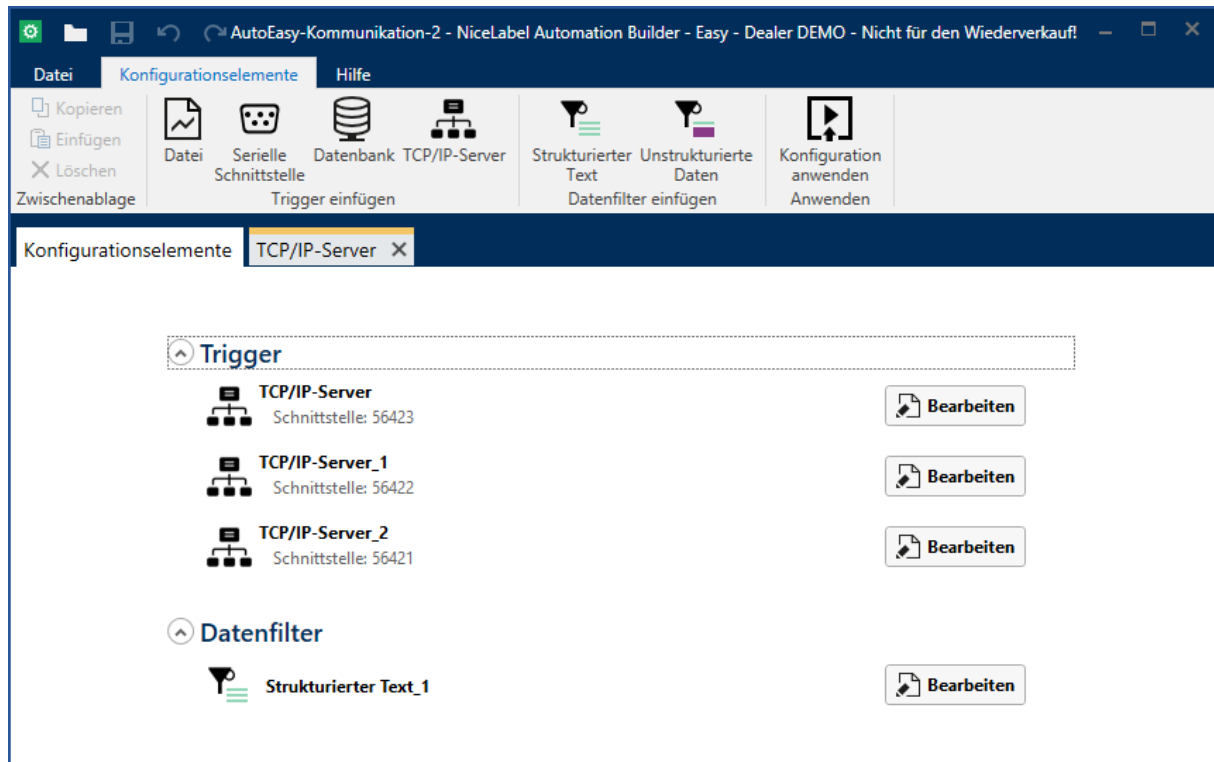 AutoEasy-Kommunikation-2 - NiceLabel Automation Builder - Easy - Dealer DEMO - Nicht für den Wiederverkauf!
Datei Konfigurationselemente Hilfe
Kopieren
Einfügen
Löschen
Zwischenablage
Datei Serielle Schnittstelle Datenbank TCP/IP-Server
Trigger einfügen
Strukturierter Text Unstrukturierte Daten
Datenfilter einfügen
Konfiguration anwenden
Anwenden
Konfigurationselemente TCP/IP-Server
Trigger
TCP/IP-Server
Schnittstelle: 56423
Bearbeiten
TCP/IP-Server_1
Schnittstelle: 56422
Bearbeiten
TCP/IP-Server_2
Schnittstelle: 56421
Bearbeiten
Datenfilter
Strukturierter Text_1
Bearbeiten